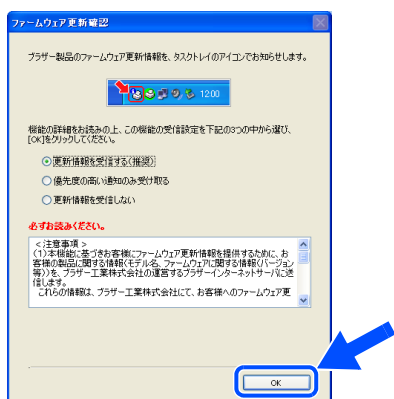 ファームウェア更新確認
ブラザー製品のファームウェア更新情報を、タスクトレイのアイコンでお知らせします。
12:00
機能の詳細をお読みの上、この機能の受信設定を下記の3つの中から選び、
[OK]をクリックしてください。
更新情報を受信する(推奨)
優先度の高い通知のみ受け取る
更新情報を受信しない
必ずお読みください。
<注意事項>
(1)本機能に基づきお客様にファームウェア更新情報を提供するために、お
客様の製品に関する情報(モデル名、ファームウェアに関する情報(バージョン
等))を、ブラザー工業株式会社の運営するブラザーインターネットサーバに送
信します。
これらの情報は、ブラザー工業株式会社にて、お客様へのファームウェア更
OK